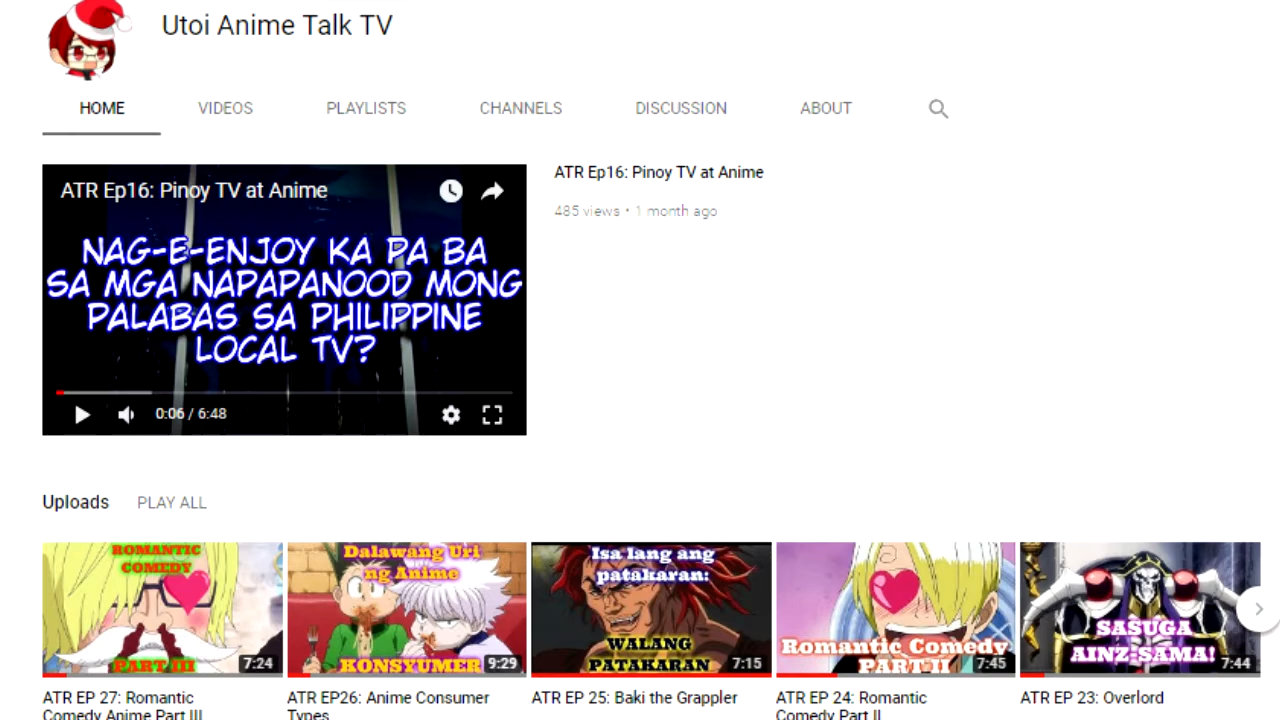 Utoi Anime Talk TV
HOME
VIDEOS
PLAYLISTS
CHANNELS
DISCUSSION
ABOUT
ATR Ep16: Pinoy TV at Anime
NAG-E-ENJOY KA PA BA
SA MGA NAPAPANOOD MONG
PALABAS SA PHILIPPINE
LOCAL TV?
0:06 / 6:48
ATR Ep16: Pinoy TV at Anime
485 views • 1 month ago
Uploads
PLAY ALL
ROMANTIC
COMEDY
PART III
7:24
ATR EP 27: Romantic
Comedy Anime Part III
Dalawang Uri
ng Anime
KONSYUMER
9:29
ATR EP26: Anime Consumer
Types
Isa lang ang
patakaran:
WALANG
PATAKARAN
7:15
ATR EP 25: Baki the Grappler
Romantic Comedy
PART II
7:45
ATR EP 24: Romantic
Comedy Part II
SASUGA
AINZ-SAMA!
7:44
ATR EP 23: Overlord